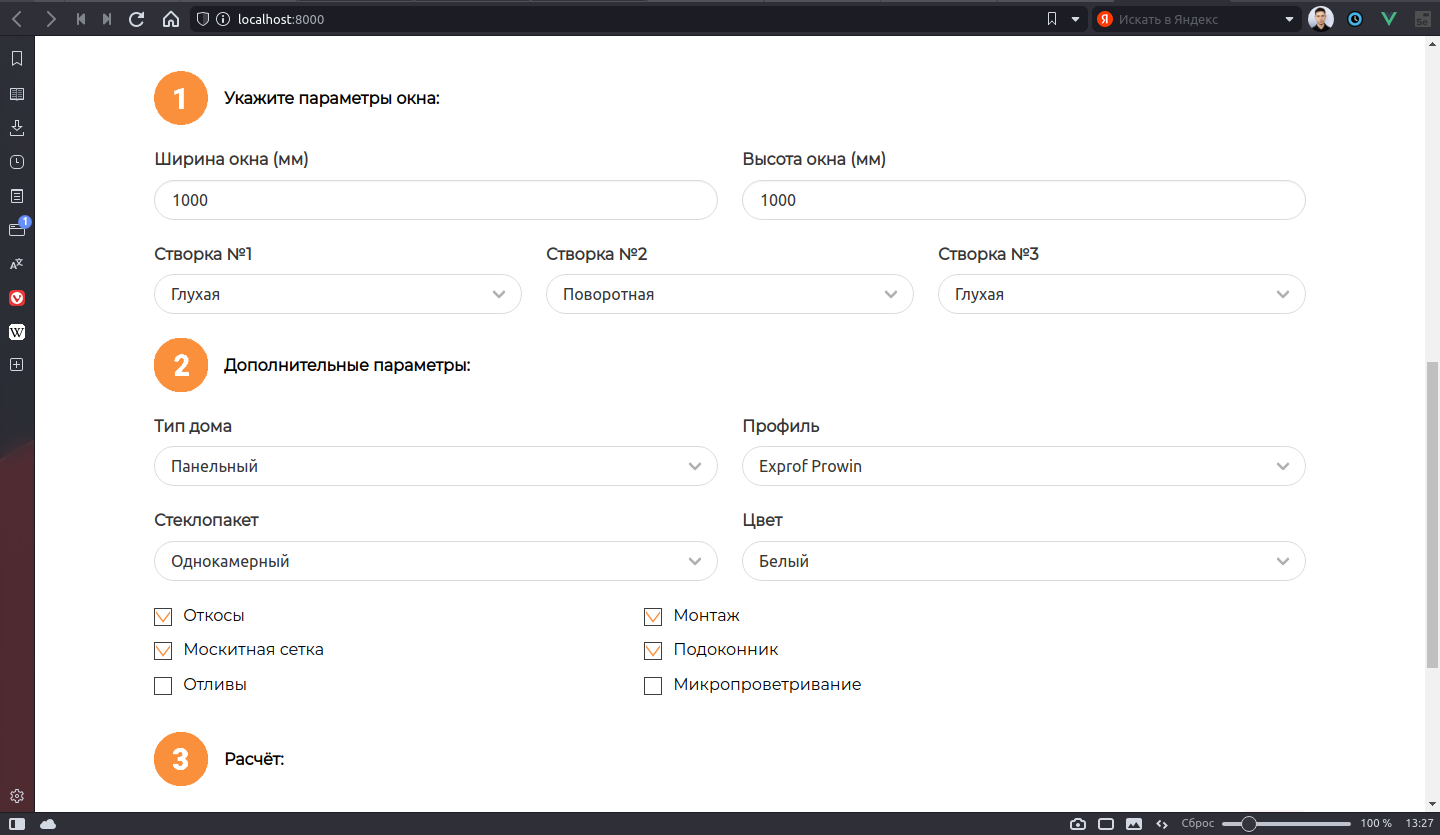 localhost:8000
Я Искать в Яндекс
1 Укажите параметры окна:
Ширина окна (мм) Высота окна (мм)
1000 1000
Створка №1 Створка №2 Створка №3
Глухая Поворотная Глухая
1
W
2 Дополнительные параметры:
Тип дома Профиль
Панельный Exprof Prowin
Стеклопакет Цвет
Однокамерный Белый
Откосы Монтаж
Москитная сетка Подоконник
Отливы Микропроветривание
3 Расчёт:
Сброс 100 % 13:27